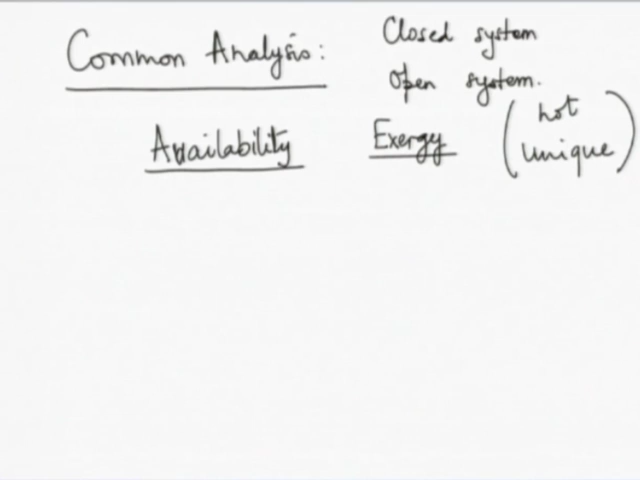 Common Analysis: Closed system
Open system.
Availability Exergy (not
unique)